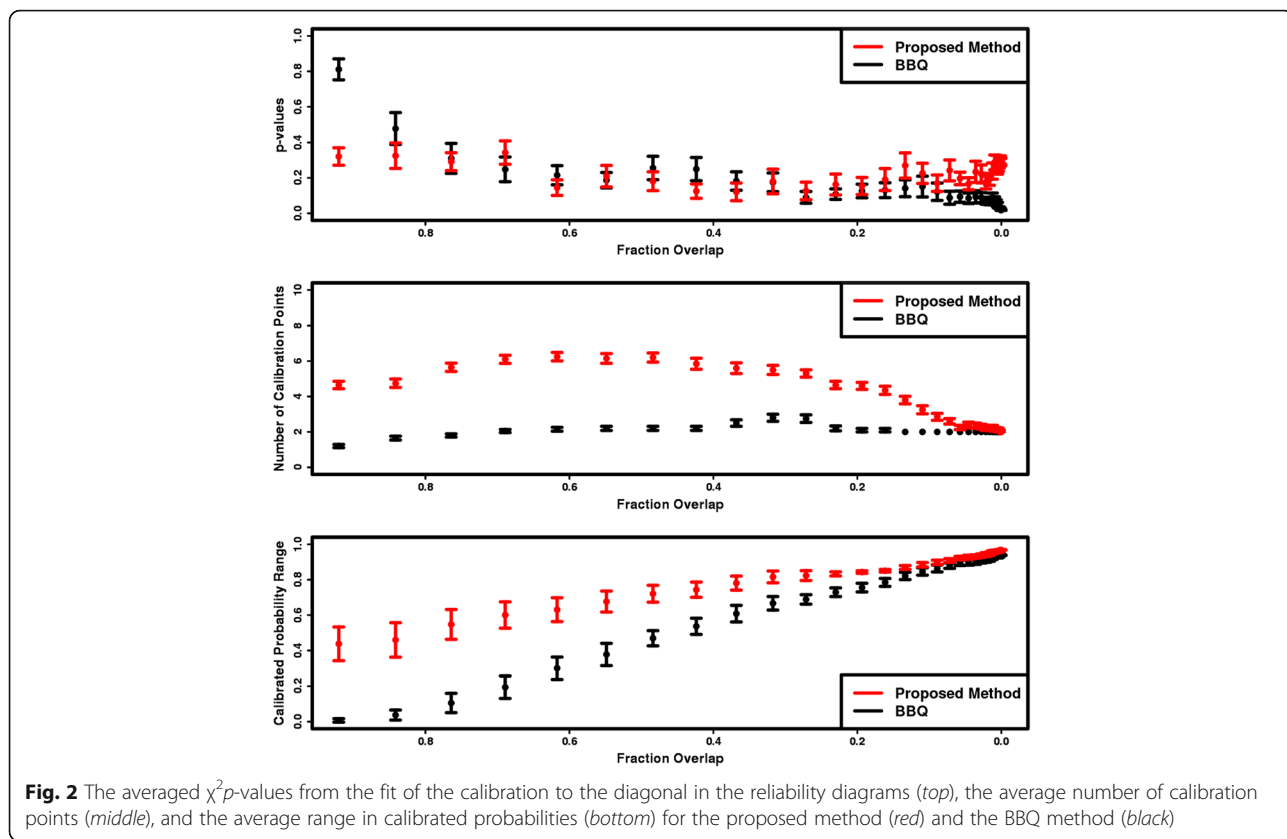 Proposed Method
BBQ
p-values
1.0
0.8
0.6
0.4
0.2
0.0
0.8
0.6
0.4
0.2
0.0
Fraction Overlap
Proposed Method
BBQ
Number of Calibration Points
10
8
6
4
2
0
0.8
0.6
0.4
0.2
0.0
Fraction Overlap
Calibrated Probability Range
1.0
0.8
0.6
0.4
0.2
0.0
Proposed Method
BBQ
0.8
0.6
0.4
0.2
0.0
Fraction Overlap
Fig. 2 The averaged χ²p-values from the fit of the calibration to the diagonal in the reliability diagrams (top), the average number of calibration
points (middle), and the average range in calibrated probabilities (bottom) for the proposed method (red) and the BBQ method (black)